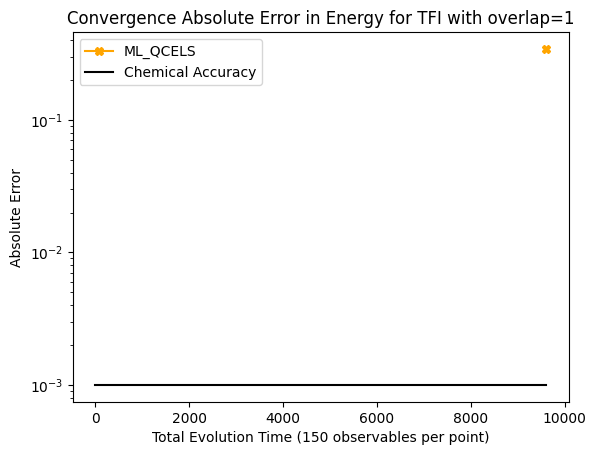 Convergence Absolute Error in Energy for TFI with overlap=1
ML_QCELS
Chemical Accuracy
Absolute Error
10⁻¹
10⁻²
10⁻³
0 2000 4000 6000 8000 10000
Total Evolution Time (150 observables per point)